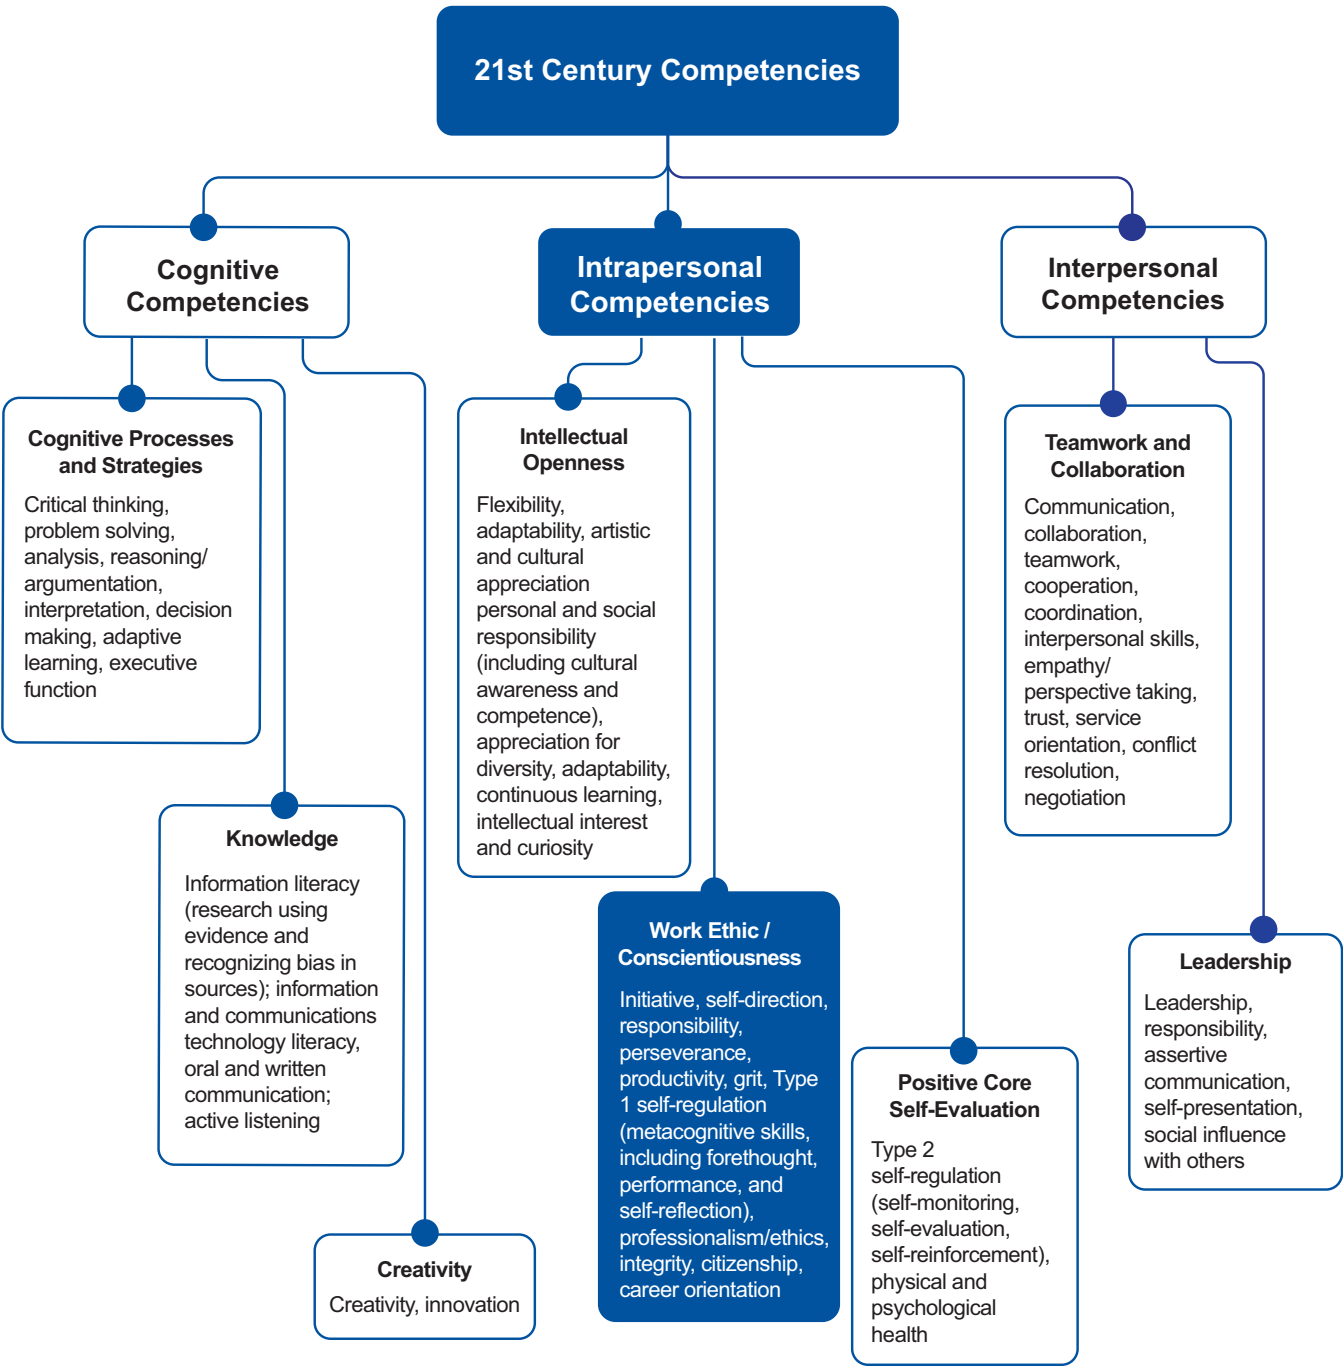 21st Century Competencies
Cognitive
Competencies
Cognitive Processes
and Strategies
Critical thinking,
problem solving,
analysis, reasoning/
argumentation,
interpretation, decision
making, adaptive
learning, executive
function
Knowledge
Information literacy
(research using
evidence and
recognizing bias in
sources); information
and communications
technology literacy,
oral and written
communication;
active listening
Creativity
Creativity, innovation
Intrapersonal
Competencies
Intellectual
Openness
Flexibility,
adaptability, artistic
and cultural
appreciation
personal and social
responsibility
(including cultural
awareness and
competence),
appreciation for
diversity, adaptability,
continuous learning,
intellectual interest
and curiosity
Work Ethic /
Conscientiousness
Initiative, self-direction,
responsibility,
perseverance,
productivity, grit, Type
1 self-regulation
(metacognitive skills,
including forethought,
performance, and
self-reflection),
professionalism/ethics,
integrity, citizenship,
career orientation
Positive Core
Self-Evaluation
Type 2
self-regulation
(self-monitoring,
self-evaluation,
self-reinforcement),
physical and
psychological
health
Interpersonal
Competencies
Teamwork and
Collaboration
Communication,
collaboration,
teamwork,
cooperation,
coordination,
interpersonal skills,
empathy/
perspective taking,
trust, service
orientation, conflict
resolution,
negotiation
Leadership
Leadership,
responsibility,
assertive
communication,
self-presentation,
social influence
with others